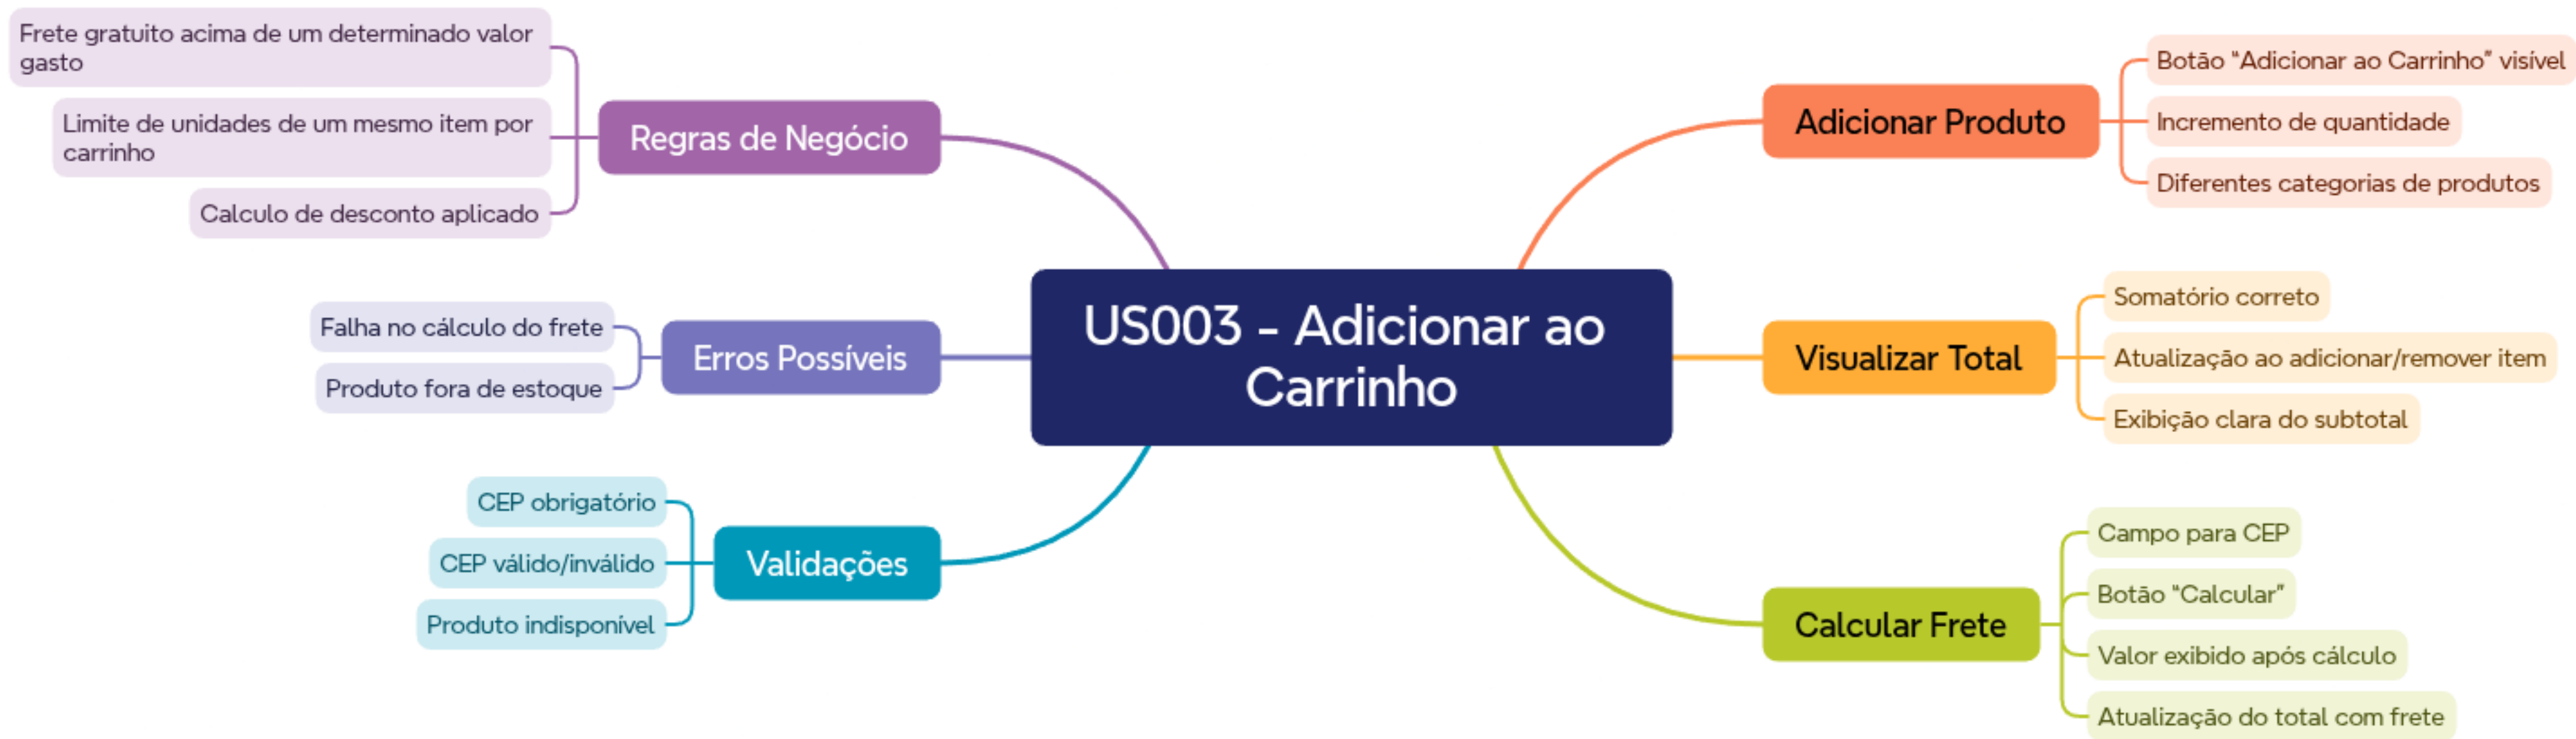 US003 - Adicionar ao
Carrinho
Regras de Negócio
Frete gratuito acima de um determinado valor
gasto
Limite de unidades de um mesmo item por
carrinho
Calculo de desconto aplicado
Erros Possíveis
Falha no cálculo do frete
Produto fora de estoque
Validações
CEP obrigatório
CEP válido/inválido
Produto indisponível
Adicionar Produto
Botão “Adicionar ao Carrinho” visível
Incremento de quantidade
Diferentes categorias de produtos
Visualizar Total
Somatório correto
Atualização ao adicionar/remover item
Exibição clara do subtotal
Calcular Frete
Campo para CEP
Botão “Calcular”
Valor exibido após cálculo
Atualização do total com frete